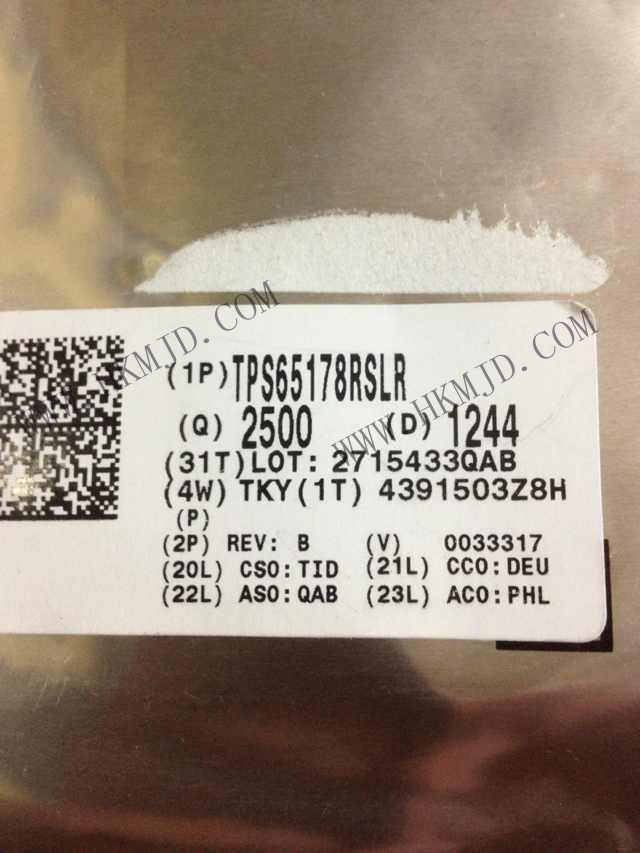 (1P) TPS65178RSLR
(Q) 2500 (D) 1244
(31T) LOT: 2715433QAB
(4W) TKY (1T) 4391503Z8H
(P)
(2P) REV: B (V) 0033317
(20L) CSO: TID (21L) CCO: DEU
(22L) ASO: QAB (23L) ACO: PHL
WWW.HKMJD.COM
WWW.HKMJD.COM